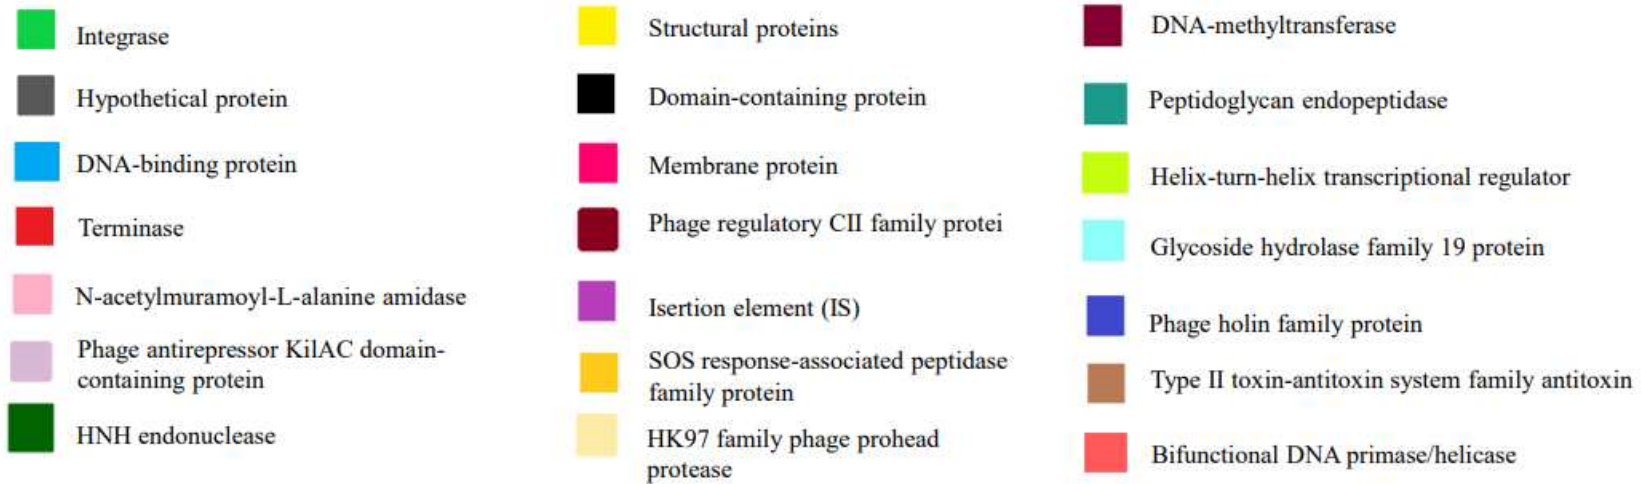 Integrase
Hypothetical protein
DNA-binding protein
Terminase
N-acetylmuramoyl-L-alanine amidase
Phage antirepressor KilAC domain-
containing protein
HNH endonuclease
Structural proteins
Domain-containing protein
Membrane protein
Phage regulatory CII family protei
Isertion element (IS)
SOS response-associated peptidase
family protein
HK97 family phage prohead
protease
DNA-methyltransferase
Peptidoglycan endopeptidase
Helix-turn-helix transcriptional regulator
Glycoside hydrolase family 19 protein
Phage holin family protein
Type II toxin-antitoxin system family antitoxin
Bifunctional DNA primase/helicase